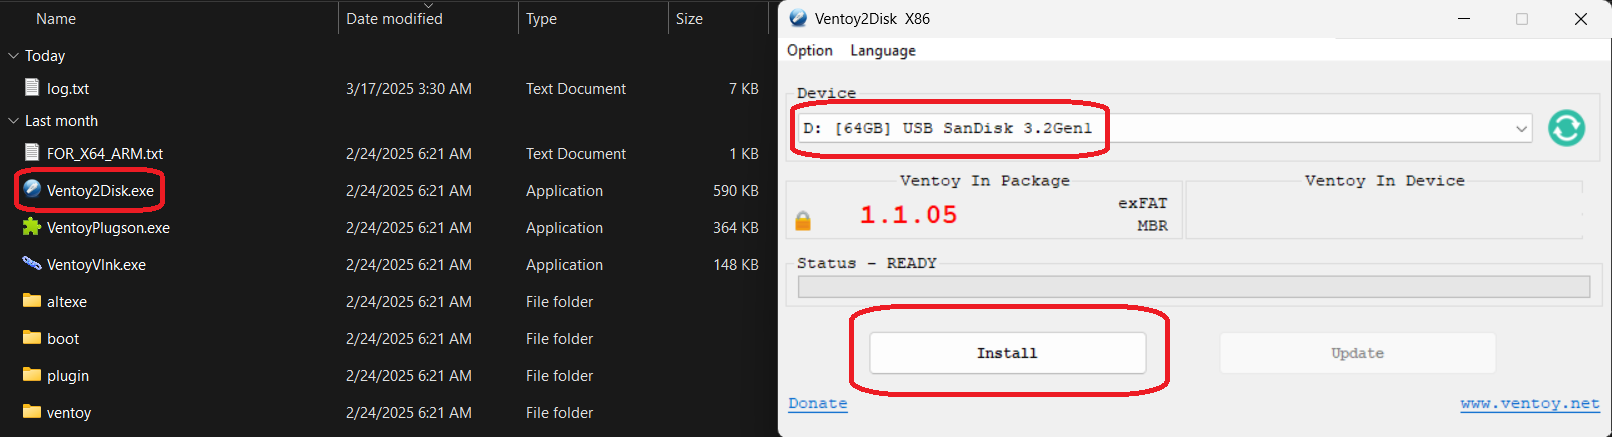 Name Date modified Type Size
Today
log.txt 3/17/2025 3:30 AM Text Document 7 KB
Last month
FOR_X64_ARM.txt 2/24/2025 6:21 AM Text Document 1 KB
Ventoy2Disk.exe 2/24/2025 6:21 AM Application 590 KB
VentoyPlugson.exe 2/24/2025 6:21 AM Application 364 KB
VentoyVlnk.exe 2/24/2025 6:21 AM Application 148 KB
altexe 2/24/2025 6:21 AM File folder
boot 2/24/2025 6:21 AM File folder
plugin 2/24/2025 6:21 AM File folder
ventoy 2/24/2025 6:21 AM File folder
Ventoy2Disk X86
Option Language
Device
D: [64GB] USB SanDisk 3.2Gen1
Ventoy In Package Ventoy In Device
1.1.05 exFAT
MBR
Status - READY
Install Update
Donate www.ventoy.net